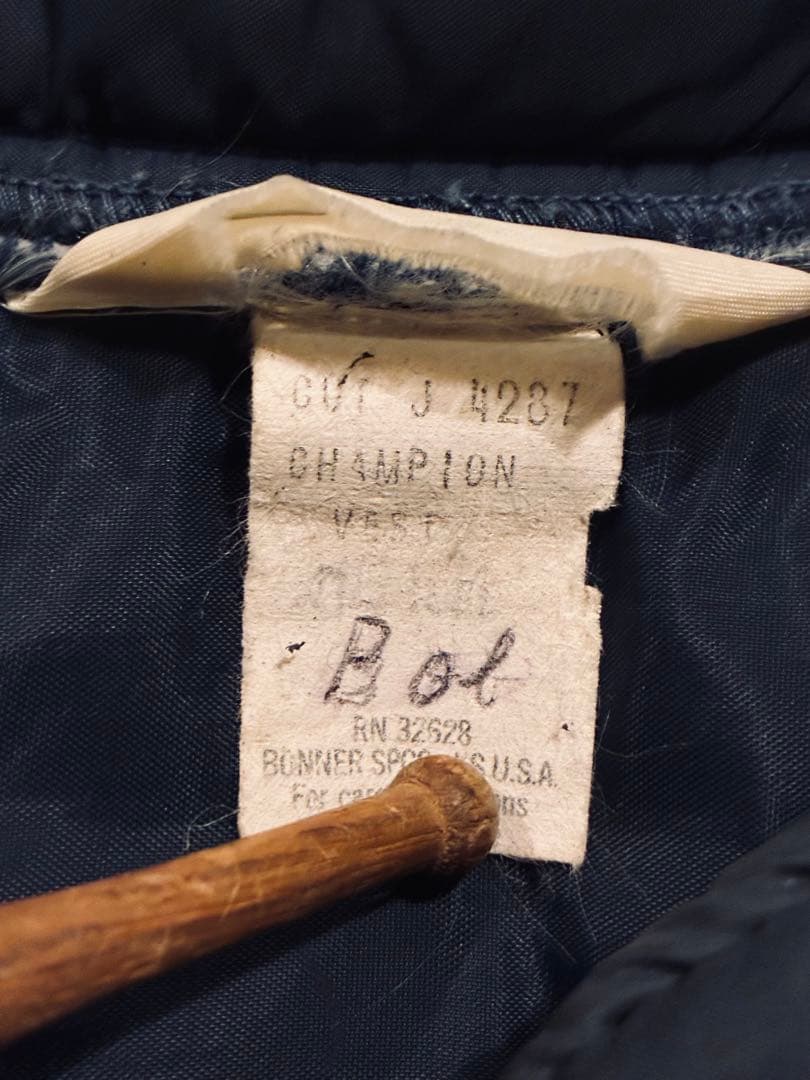 CUT J 4287
CHAMPION
VEST
Bob
RN 32628
BONNER U.S.A.
For